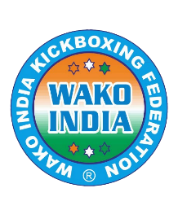 WAKO INDIA KICKBOXING FEDERATION
WAKO
INDIA
®